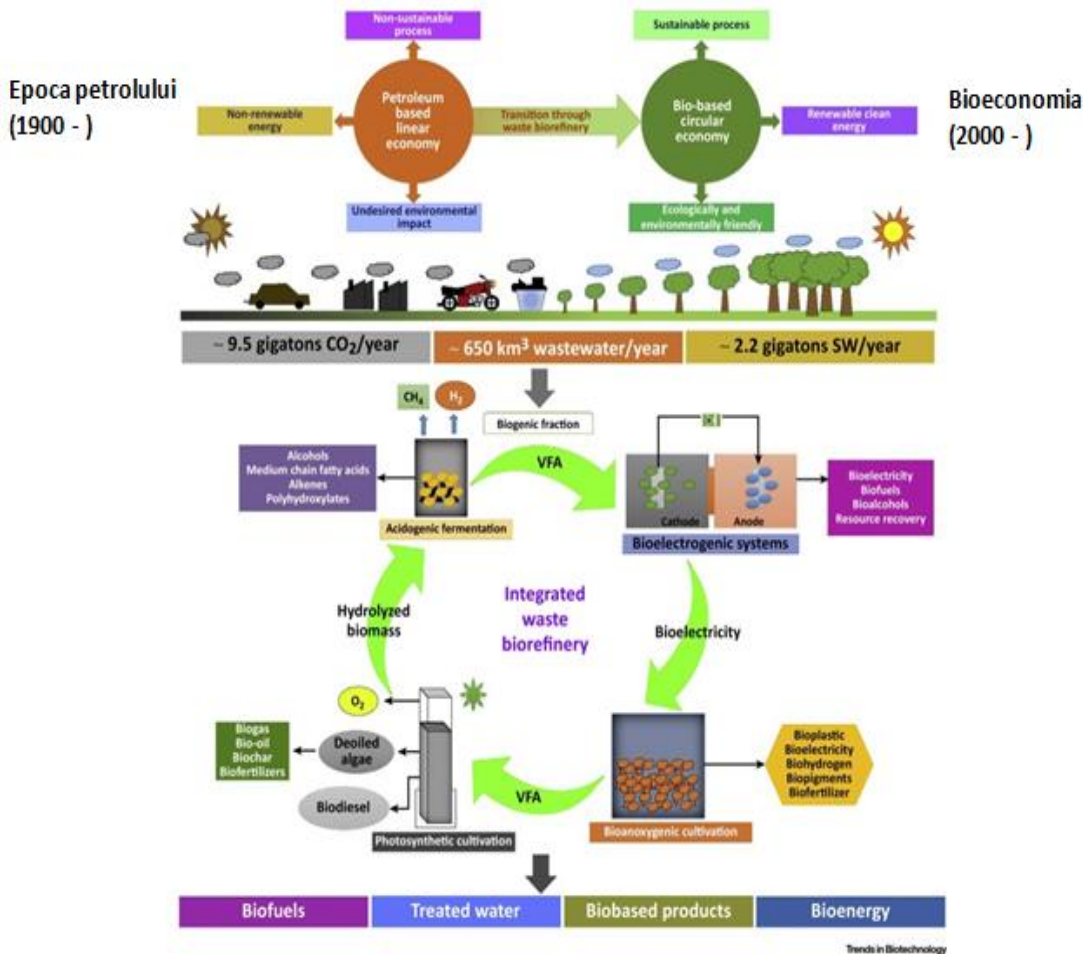 Non-sustainable
process
Sustainable process
Epoca petrolului
(1900 - )
Non-renewable
energy
Petroleum
based
linear
economy
Transition through
waste biorefinery
Bio-based
circular
economy
Renewable clean
energy
Bioeconomia
(2000 - )
Undesired environmental
impact
Ecologically and
environmentally friendly
~ 9.5 gigatons CO₂/year
~ 650 km³ wastewater/year
~ 2.2 gigatons SW/year
CH₄
H₂
Biogenic fraction
Alcohols
Medium chain fatty acids
Alkenes
Polyhydroxylates
Acidogenic fermentation
VFA
Cathode
Anode
Bioelectrogenic systems
Bioelectricity
Biofuels
Bioalcohols
Resource recovery
Hydrolyzed
biomass
Integrated
waste
biorefinery
Bioelectricity
O₂
Biogas
Bio-oil
Biochar
Biofertilizers
Deoiled
algae
Biodiesel
Photosynthetic cultivation
VFA
Bioanoxygenic cultivation
Bioplastic
Bioelectricity
Biohydrogen
Biopigments
Biofertilizer
Biofuels
Treated water
Biobased products
Bioenergy
Trends in Biotechnology